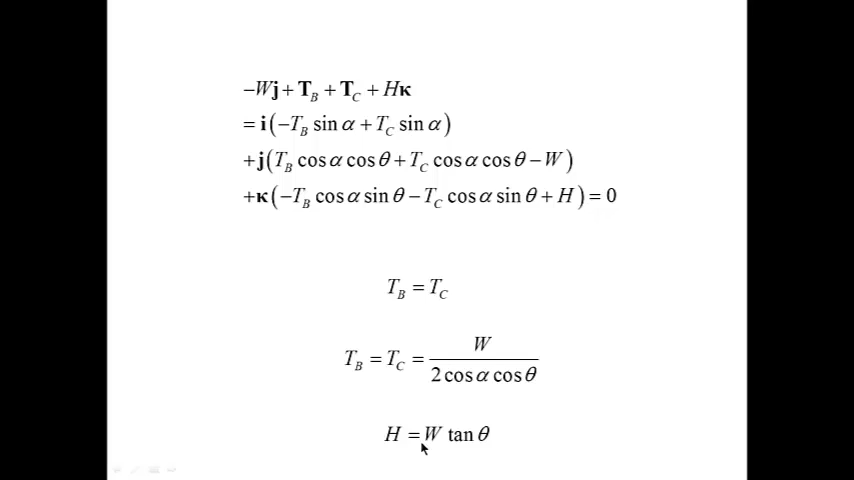 −Wj + T_B + T_C + Hκ
= i(−T_B sin α + T_C sin α)
+j(T_B cos α cos θ + T_C cos α cos θ − W)
+κ(−T_B cos α sin θ − T_C cos α sin θ + H) = 0
T_B = T_C
T_B = T_C = W / 2 cos α cos θ
H = W tan θ